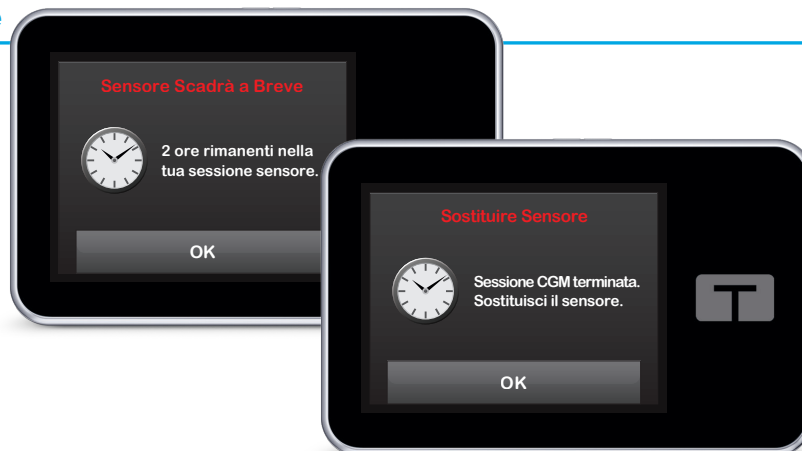 Sensore Scadrà a Breve
2 ore rimanenti nella
tua sessione sensore.
OK
Sostituire Sensore
Sessione CGM terminata.
Sostituisci il sensore.
OK